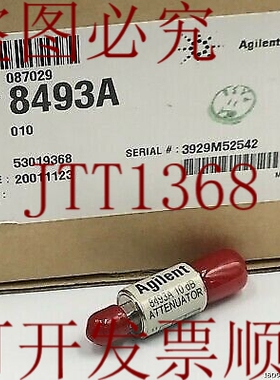 盗图必究
Agilent
087029
8493A
010
SERIAL # : 3929M52542
53019368
: 20011123
JTT1368
Agilent
8493A 10 dB
ATTENUATOR
可开发票顺